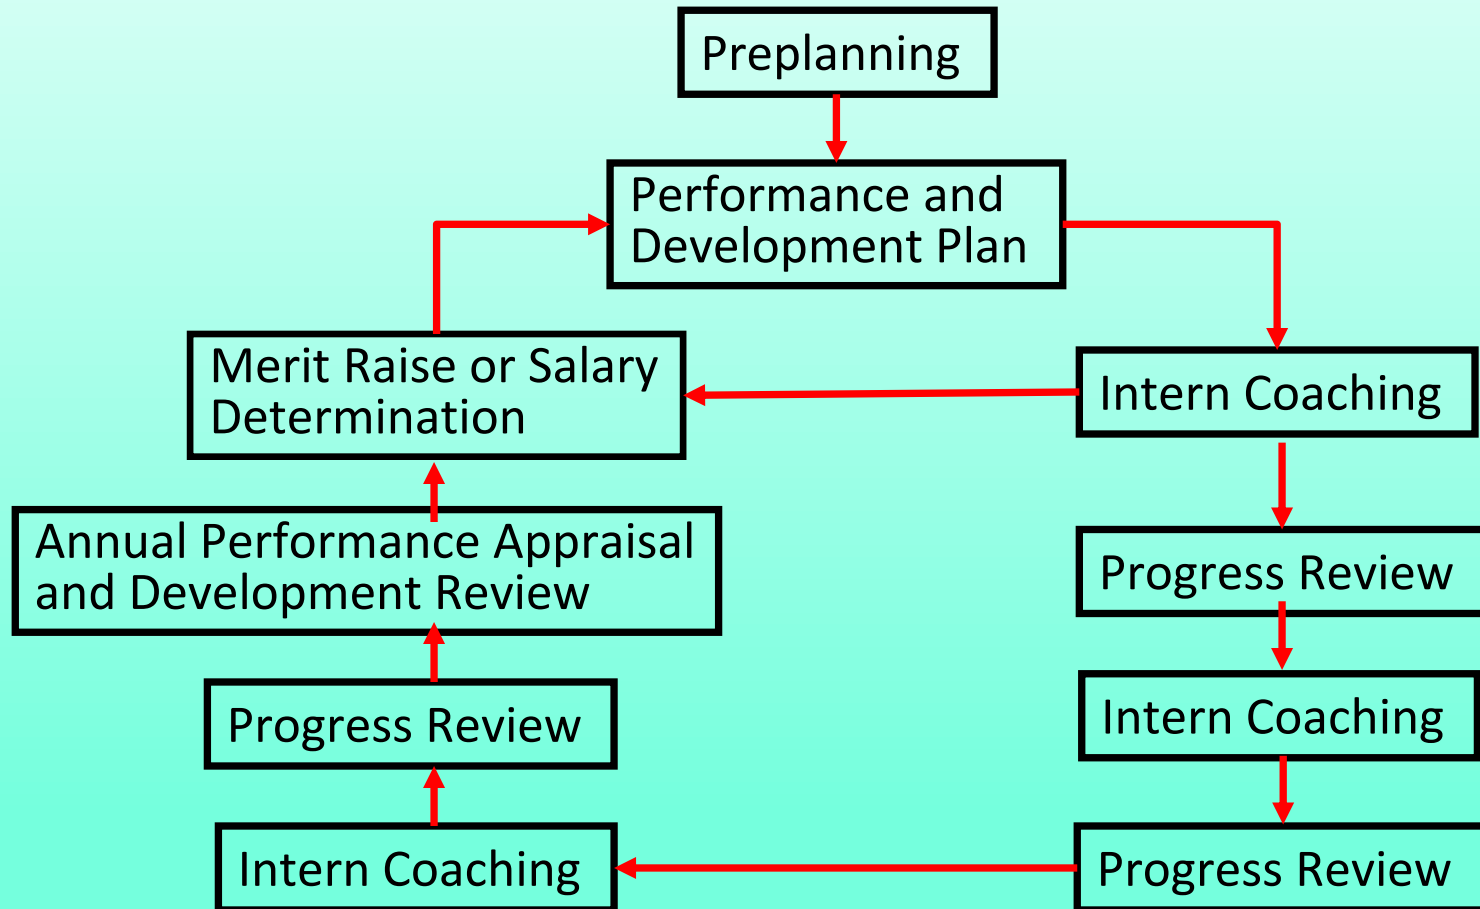 Preplanning
Performance and
Development Plan
Merit Raise or Salary
Determination
Intern Coaching
Annual Performance Appraisal
and Development Review
Progress Review
Progress Review
Intern Coaching
Intern Coaching
Progress Review